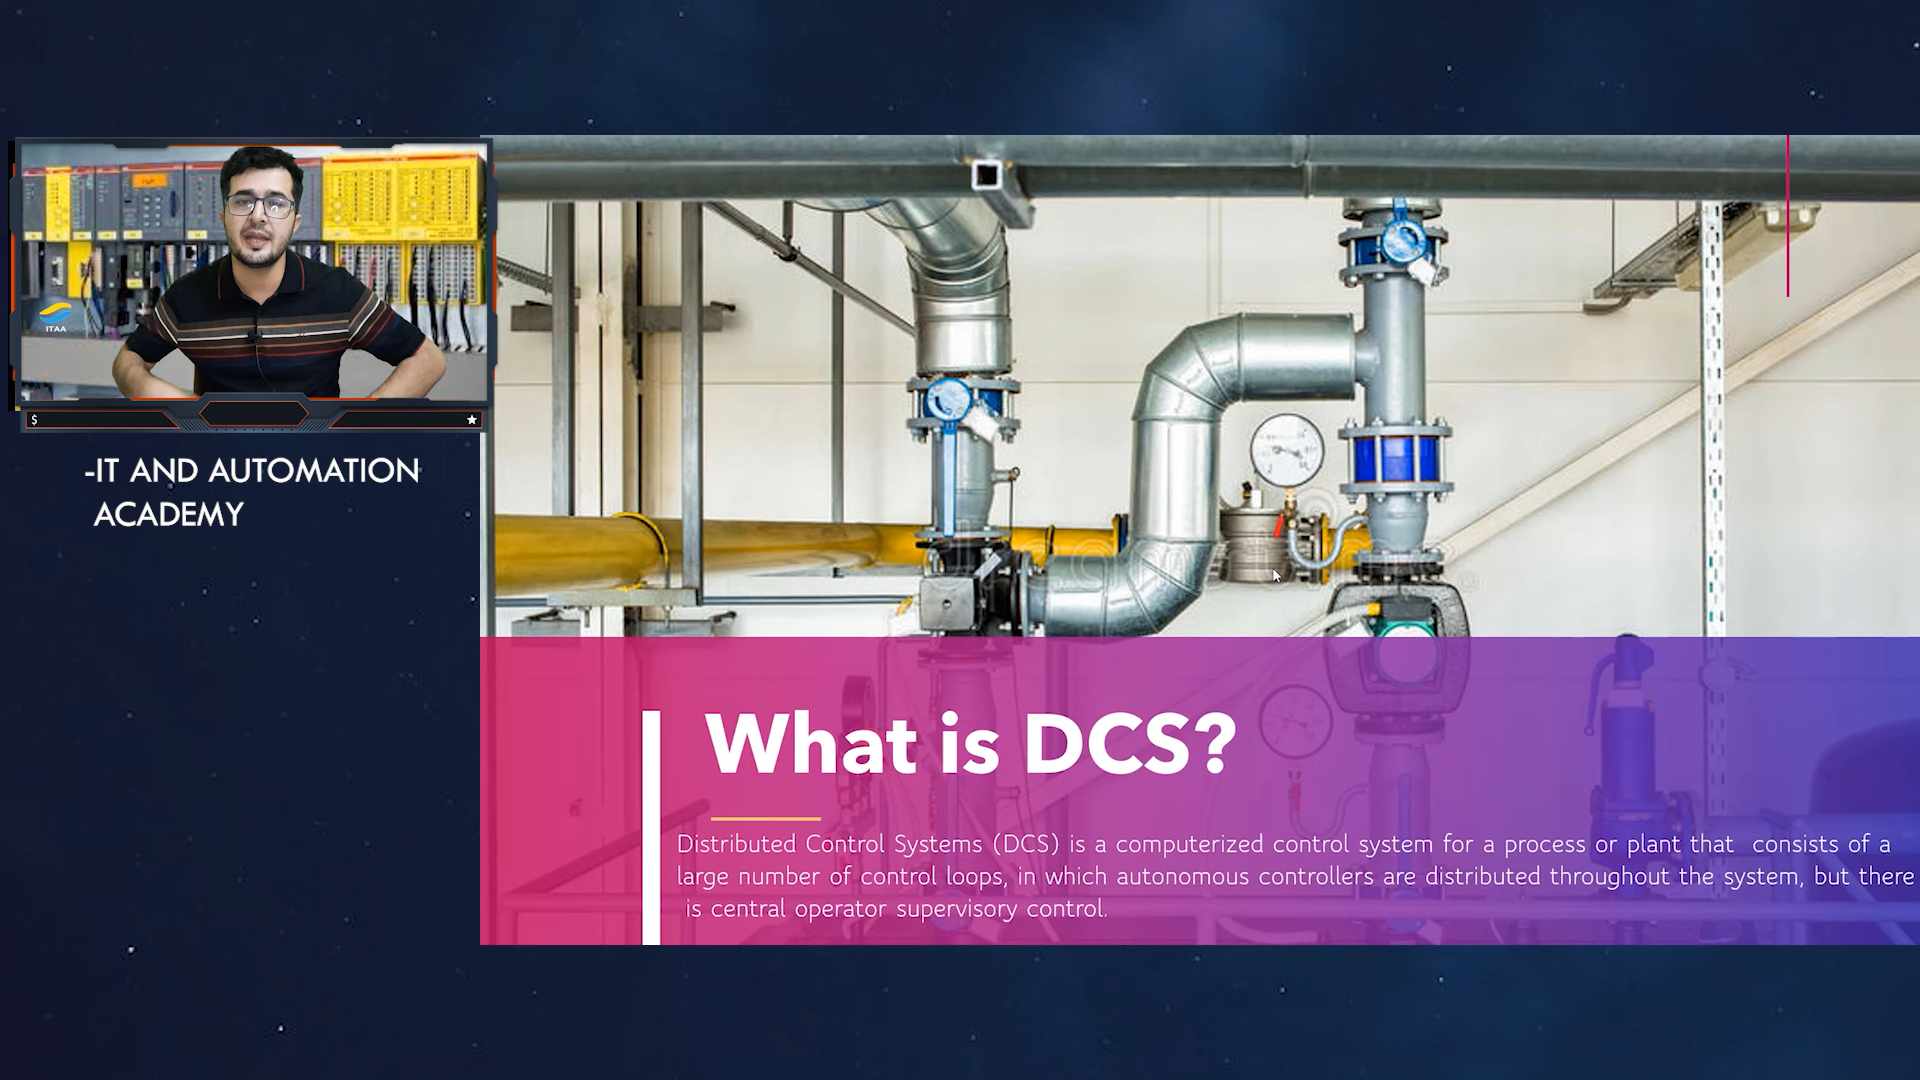 ITAA
$
-IT AND AUTOMATION
ACADEMY
What is DCS?
Distributed Control Systems (DCS) is a computerized control system for a process or plant that consists of a
large number of control loops, in which autonomous controllers are distributed throughout the system, but there
is central operator supervisory control.